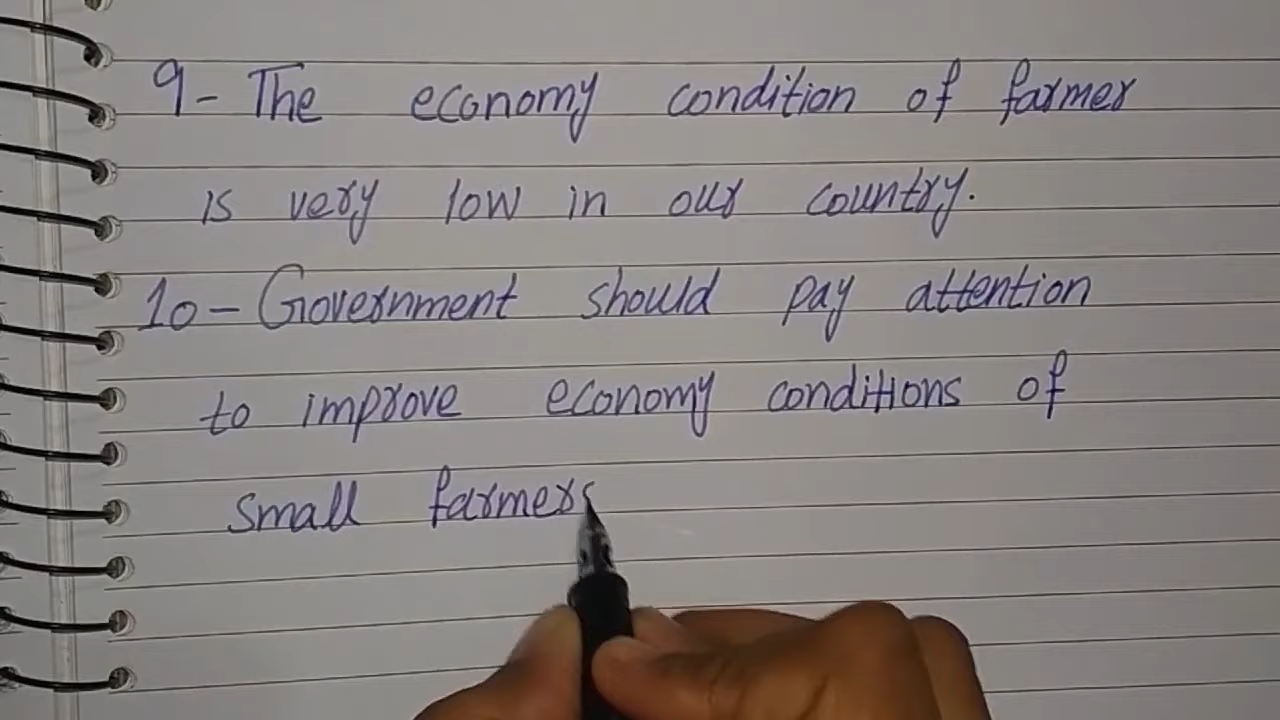 9- The economy condition of farmer
is very low in our country.
10- Government should pay attention
to improve economy conditions of
small farmers